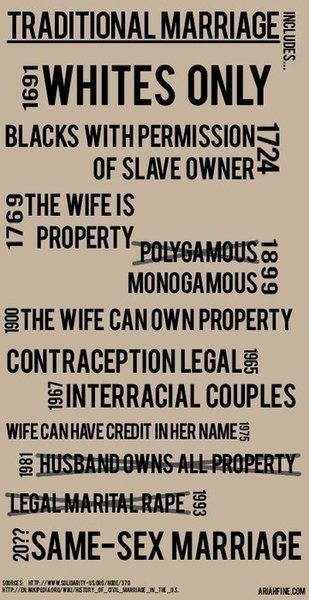 TRADITIONAL MARRIAGE INCLUDES...
1691 WHITES ONLY
BLACKS WITH PERMISSION
OF SLAVE OWNER 1724
1769 THE WIFE IS
PROPERTY
POLYGAMOUS
MONOGAMOUS 1899
1900 THE WIFE CAN OWN PROPERTY
CONTRACEPTION LEGAL 1965
1967 INTERRACIAL COUPLES
WIFE CAN HAVE CREDIT IN HER NAME 1975
1981 HUSBAND OWNS ALL PROPERTY
LEGAL MARITAL RAPE 1993
20?? SAME-SEX MARRIAGE
SOURCES: HTTP://WWW.SOLIDARITY-US.ORG/NODE/370
HTTP://EN.WIKIPEDIA.ORG/WIKI/HISTORY_OF_CIVIL_MARRIAGE_IN_THE_U.S.
ARIAHFINE.COM